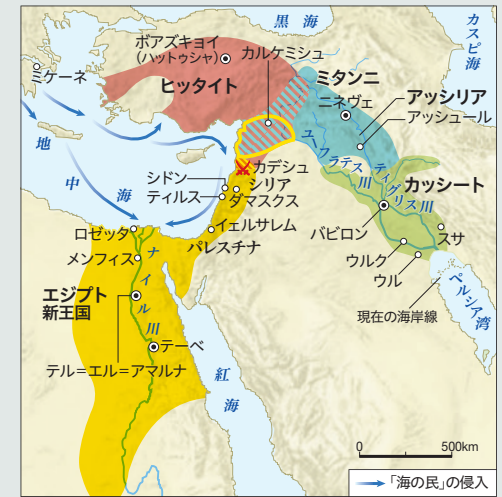 黒海
カスピ海
ボアズキョイ
（ハットゥシャ）
カルケミシュ
ミケーネ
ヒッタイト
ミタンニ
ニネヴェ
アッシリア
アッシュール
地中海
ユーフラテス川
ティグリス川
カデシュ
シドン
シリア
ティルス
ダマスクス
カッシート
イェルサレム
ロゼッタ
パレスチナ
バビロン
スサ
メンフィス
ナイル川
ウルク
ウル
エジプト
新王国
ペルシア湾
現在の海岸線
テーベ
テル＝エル＝アマルナ
紅海
0 500km
「海の民」の侵入